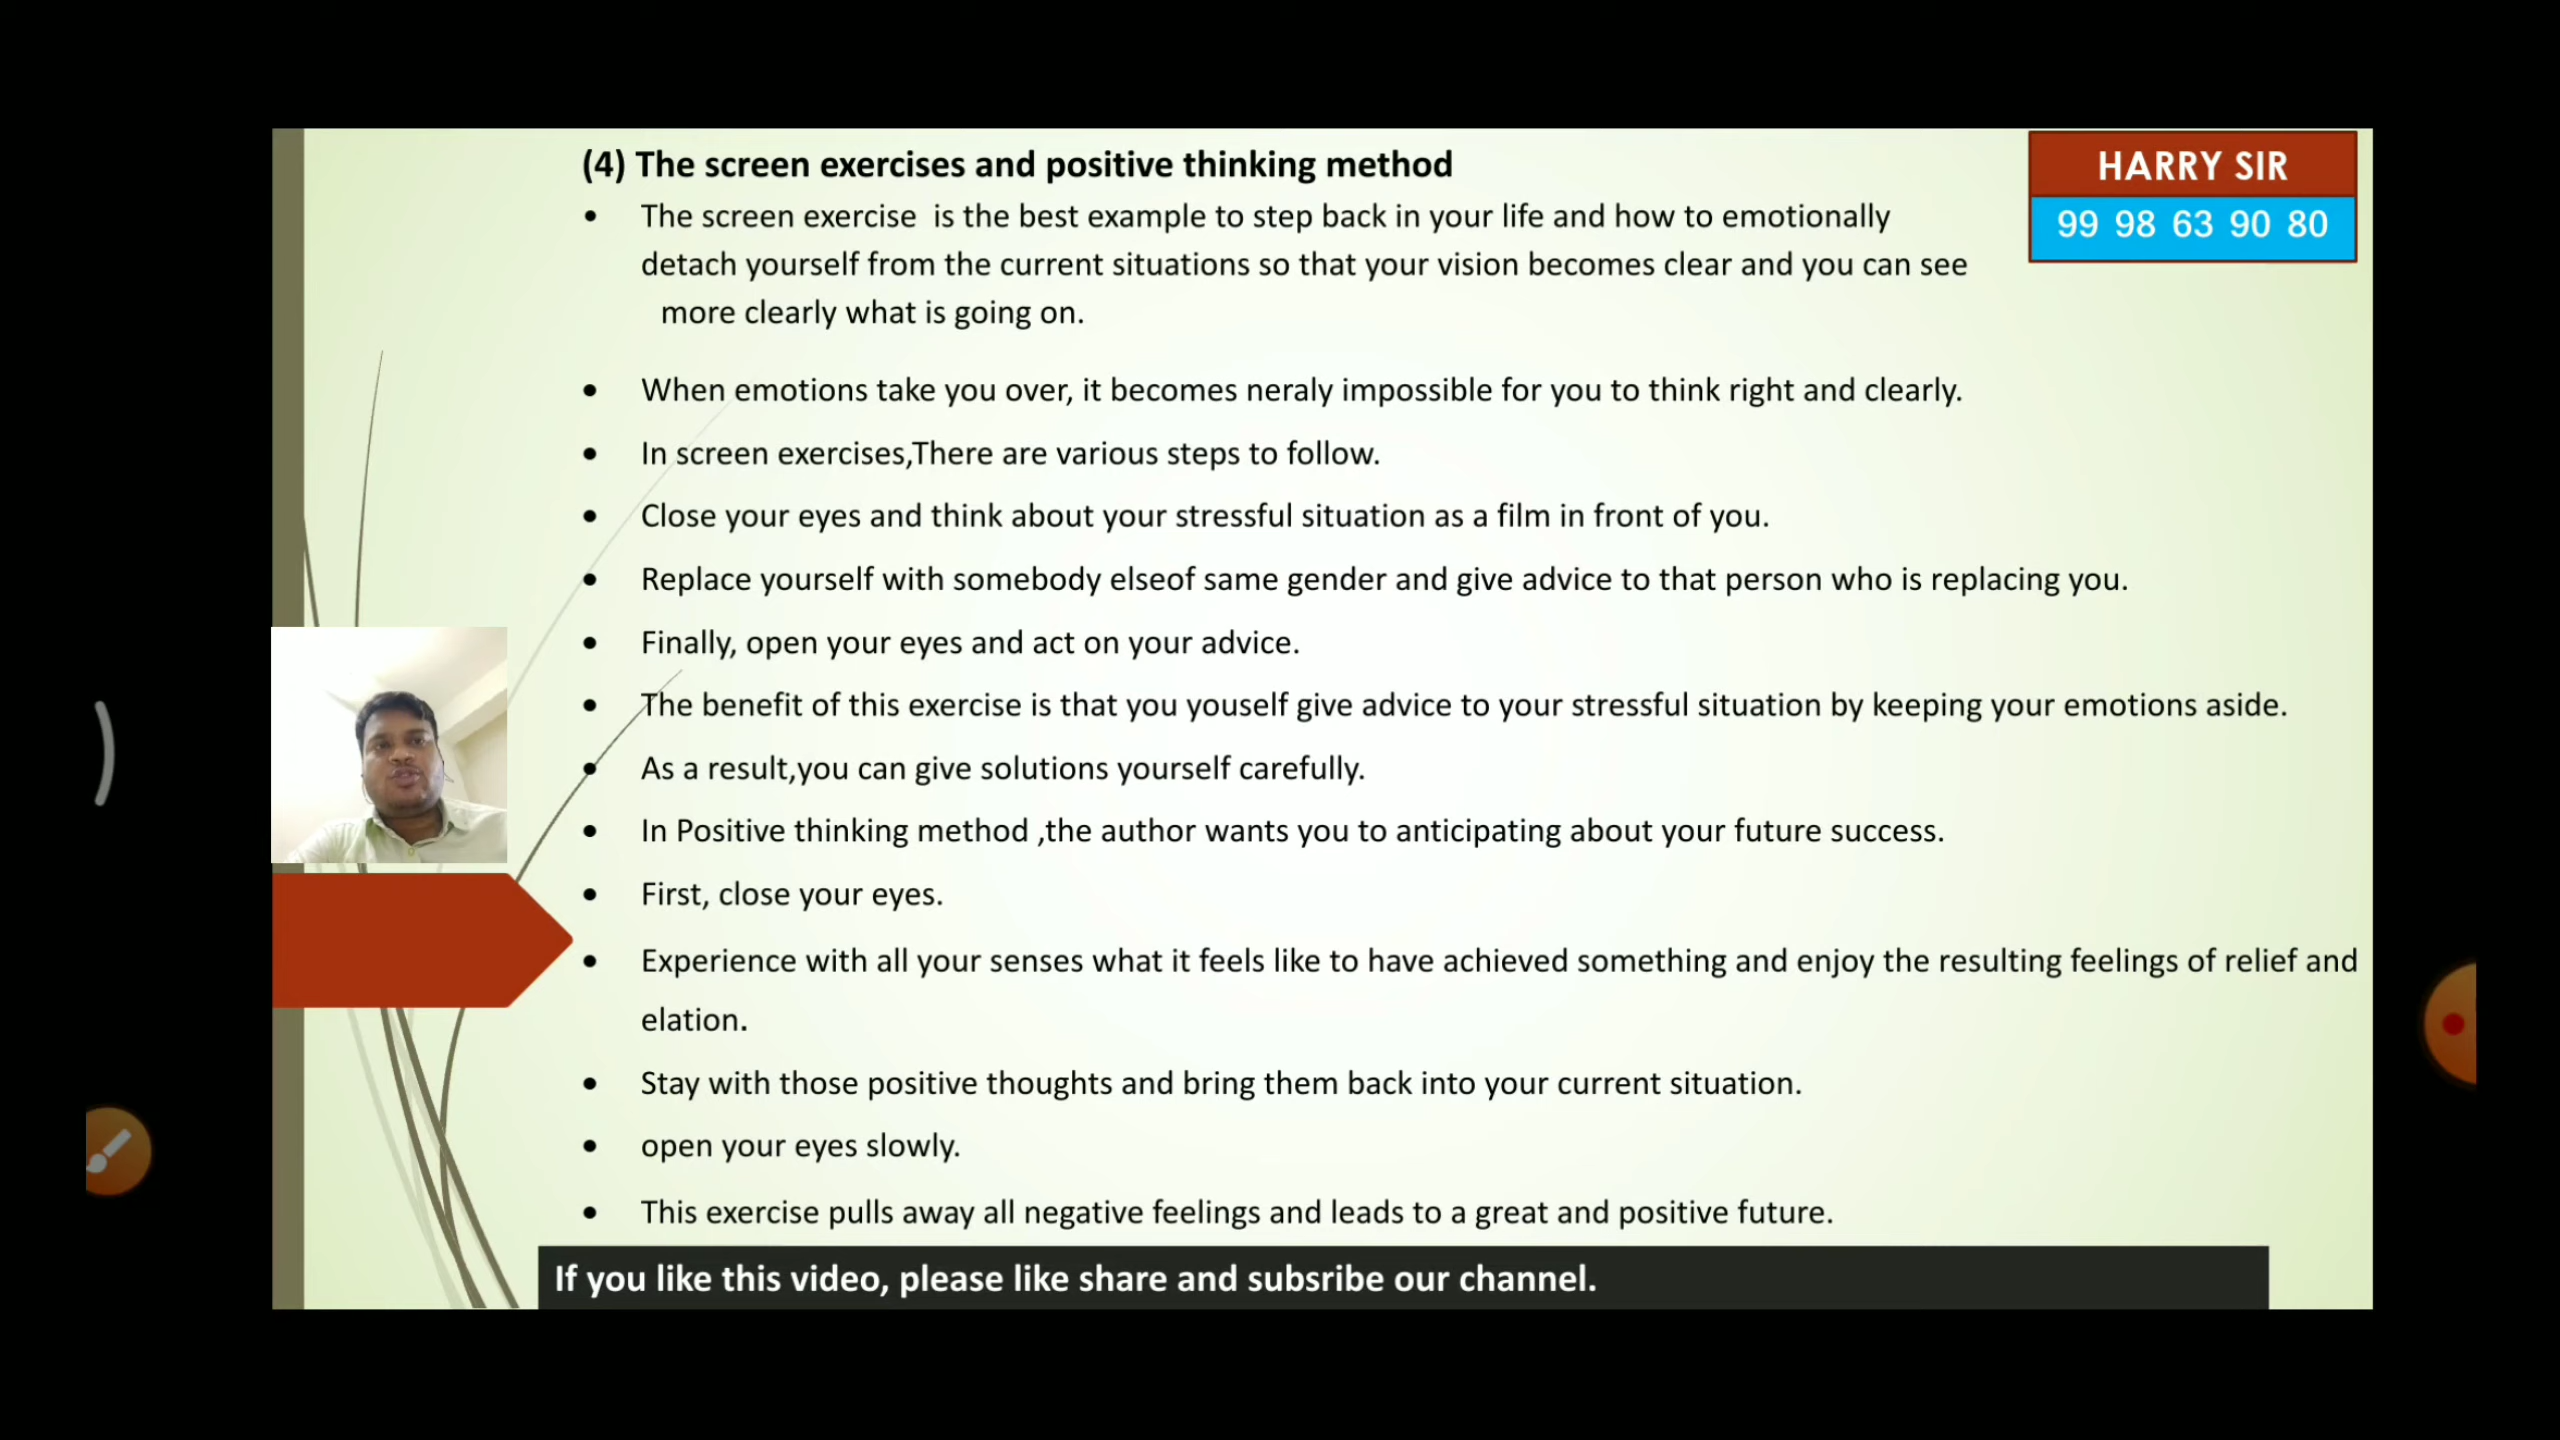 (4) The screen exercises and positive thinking method
HARRY SIR
99 98 63 90 80
• The screen exercise is the best example to step back in your life and how to emotionally
detach yourself from the current situations so that your vision becomes clear and you can see
more clearly what is going on.
• When emotions take you over, it becomes neraly impossible for you to think right and clearly.
• In screen exercises,There are various steps to follow.
• Close your eyes and think about your stressful situation as a film in front of you.
• Replace yourself with somebody elseof same gender and give advice to that person who is replacing you.
• Finally, open your eyes and act on your advice.
• The benefit of this exercise is that you youself give advice to your stressful situation by keeping your emotions aside.
• As a result,you can give solutions yourself carefully.
• In Positive thinking method ,the author wants you to anticipating about your future success.
• First, close your eyes.
• Experience with all your senses what it feels like to have achieved something and enjoy the resulting feelings of relief and
elation.
• Stay with those positive thoughts and bring them back into your current situation.
• open your eyes slowly.
• This exercise pulls away all negative feelings and leads to a great and positive future.
If you like this video, please like share and subsribe our channel.